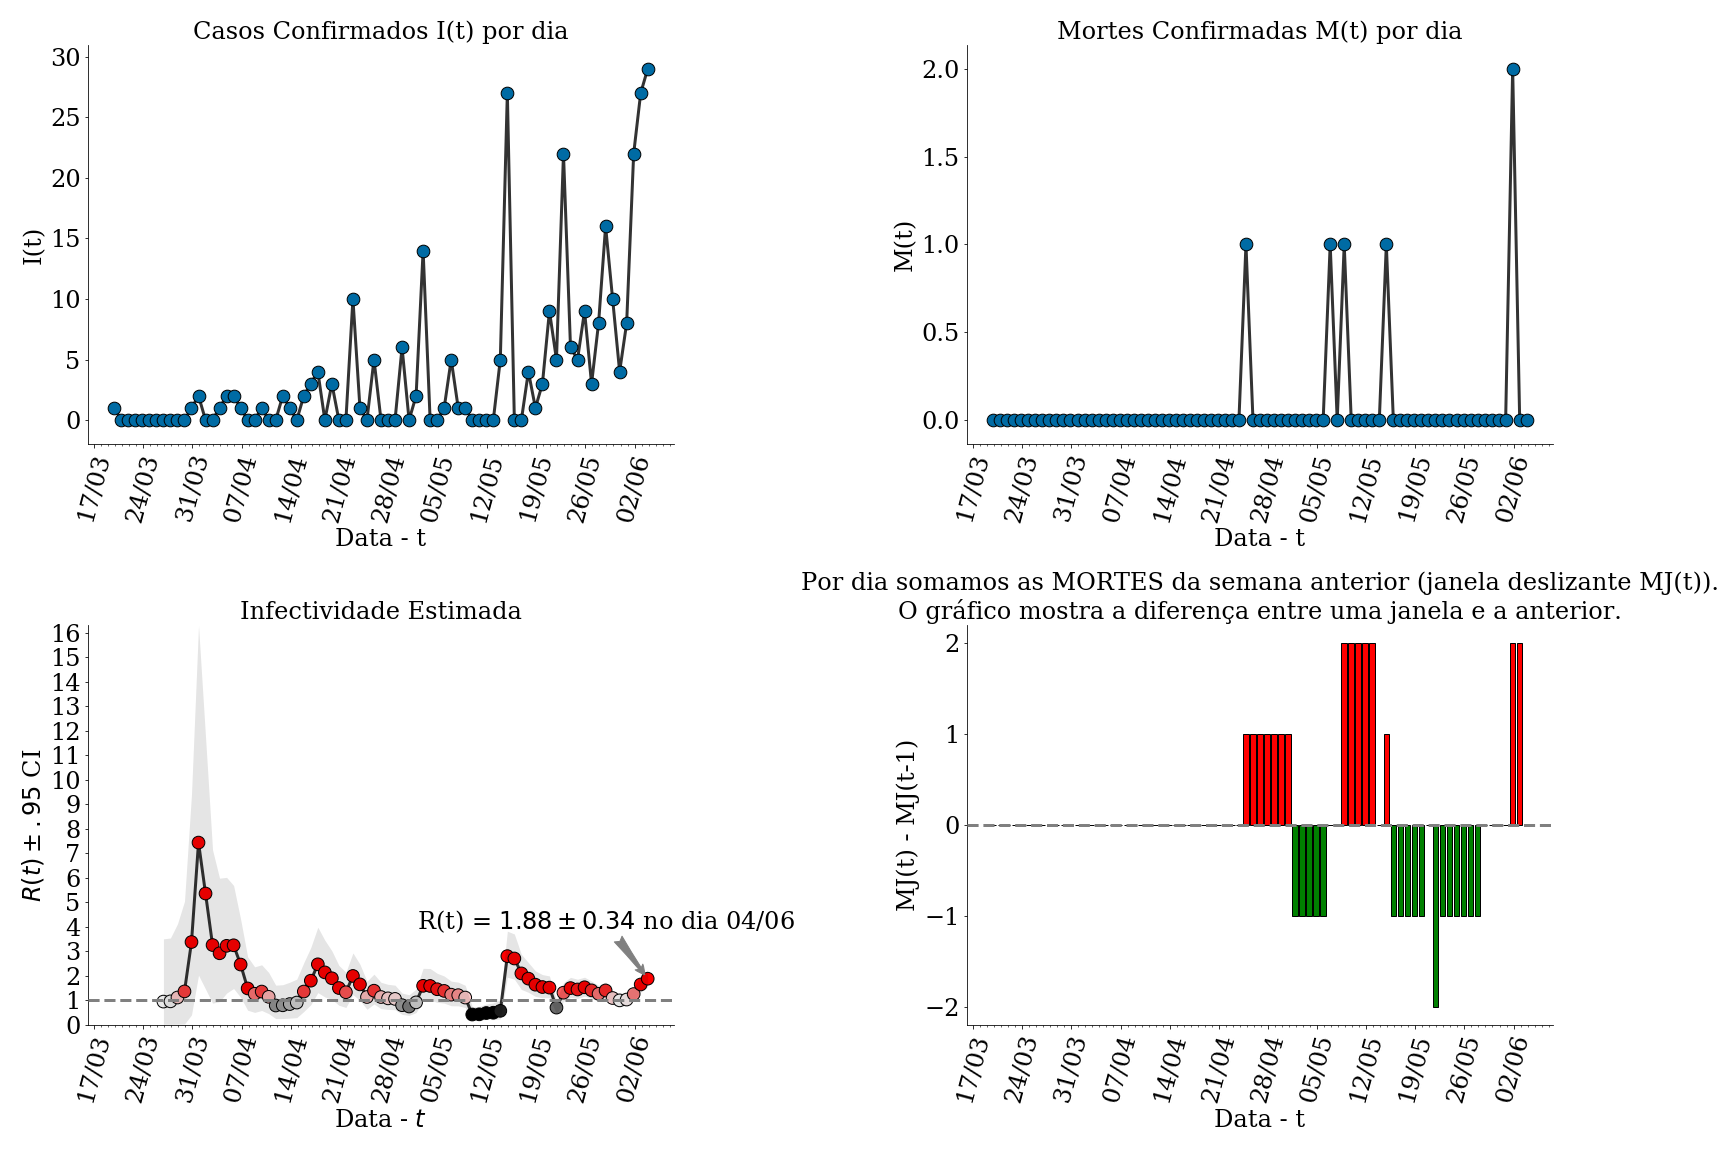 Casos Confirmados I(t) por dia
I(t)
30
25
20
15
10
5
0
17/03 24/03 31/03 07/04 14/04 21/04 28/04 05/05 12/05 19/05 26/05 02/06
Data - t
Mortes Confirmadas M(t) por dia
M(t)
2.0
1.5
1.0
0.5
0.0
17/03 24/03 31/03 07/04 14/04 21/04 28/04 05/05 12/05 19/05 26/05 02/06
Data - t
Infectividade Estimada
R(t) ± .95 CI
16
15
14
13
12
11
10
9
8
7
6
5
4
3
2
1
0
R(t) = 1.88 ± 0.34 no dia 04/06
17/03 24/03 31/03 07/04 14/04 21/04 28/04 05/05 12/05 19/05 26/05 02/06
Data - t
Por dia somamos as MORTES da semana anterior (janela deslizante MJ(t)).
O gráfico mostra a diferença entre uma janela e a anterior.
MJ(t) - MJ(t-1)
2
1
0
−1
−2
17/03 24/03 31/03 07/04 14/04 21/04 28/04 05/05 12/05 19/05 26/05 02/06
Data - t